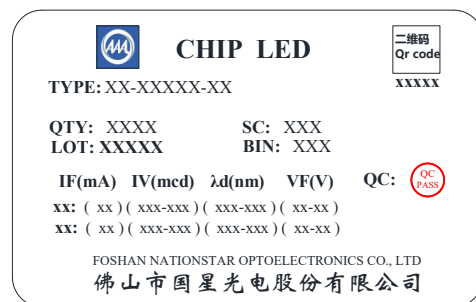 CHIP LED
二维码
Qr code
XXXXX
TYPE: XX-XXXXX-XX
QTY: XXXX SC: XXX
LOT: XXXXX BIN: XXX
IF(mA) IV(mcd) λd(nm) VF(V) QC: QC PASS
xx: ( xx ) ( xxx-xxx ) ( xxx-xxx ) ( xx-xx )
xx: ( xx ) ( xxx-xxx ) ( xxx-xxx ) ( xx-xx )
FOSHAN NATIONSTAR OPTOELECTRONICS CO., LTD
佛山市国星光电股份有限公司